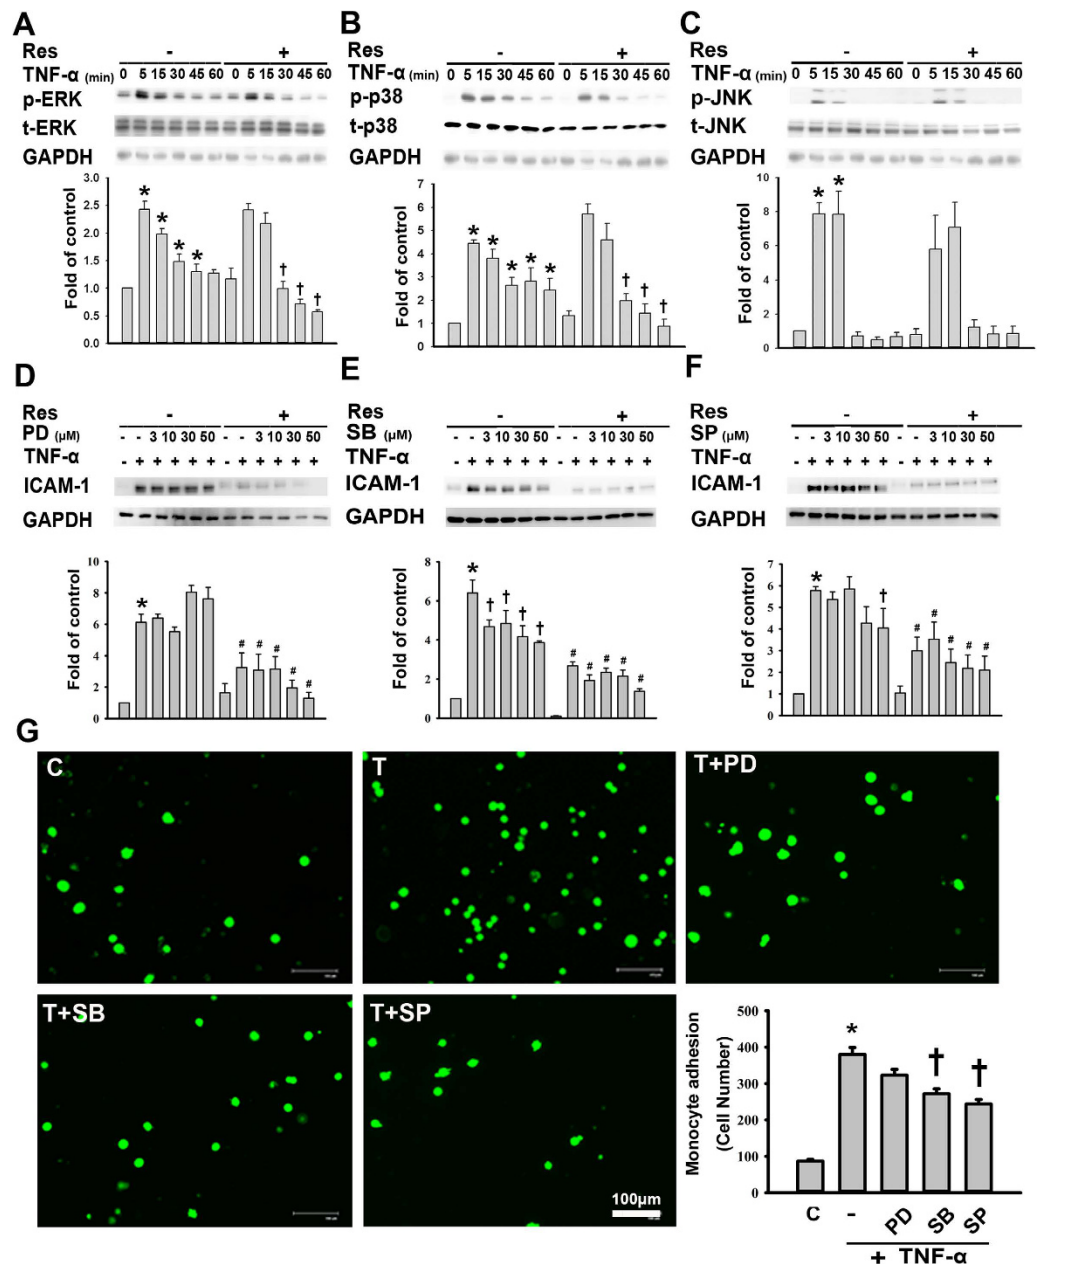 A
Res - +
TNF-α (min) 0 5 15 30 45 60 0 5 15 30 45 60
p-ERK
t-ERK
GAPDH
Fold of control
3.0
2.5
2.0
1.5
1.0
0.5
0.0
* * * * † † †
B
Res - +
TNF-α (min) 0 5 15 30 45 60 0 5 15 30 45 60
p-p38
t-p38
GAPDH
Fold of control
7
6
5
4
3
2
1
0
* * * * * † † †
C
Res - +
TNF-α (min) 0 5 15 30 45 60 0 5 15 30 45 60
p-JNK
t-JNK
GAPDH
Fold of control
10
8
6
4
2
0
* *
D
Res - +
PD (μM) - - 3 10 30 50 - - 3 10 30 50
TNF-α - + + + + + - + + + + +
ICAM-1
GAPDH
Fold of control
10
8
6
4
2
0
* # # # # #
E
Res - +
SB (μM) - - 3 10 30 50 - - 3 10 30 50
TNF-α - + + + + + - + + + + +
ICAM-1
GAPDH
Fold of control
8
6
4
2
0
* † † † † # # # # #
F
Res - +
SP (μM) - - 3 10 30 50 - - 3 10 30 50
TNF-α - + + + + + - + + + + +
ICAM-1
GAPDH
Fold of control
7
6
5
4
3
2
1
0
* † # # # # #
G
C
T
T+PD
T+SB
T+SP
100μm
Monocyte adhesion
(Cell Number)
500
400
300
200
100
0
* † †
C - PD SB SP
+ TNF-α